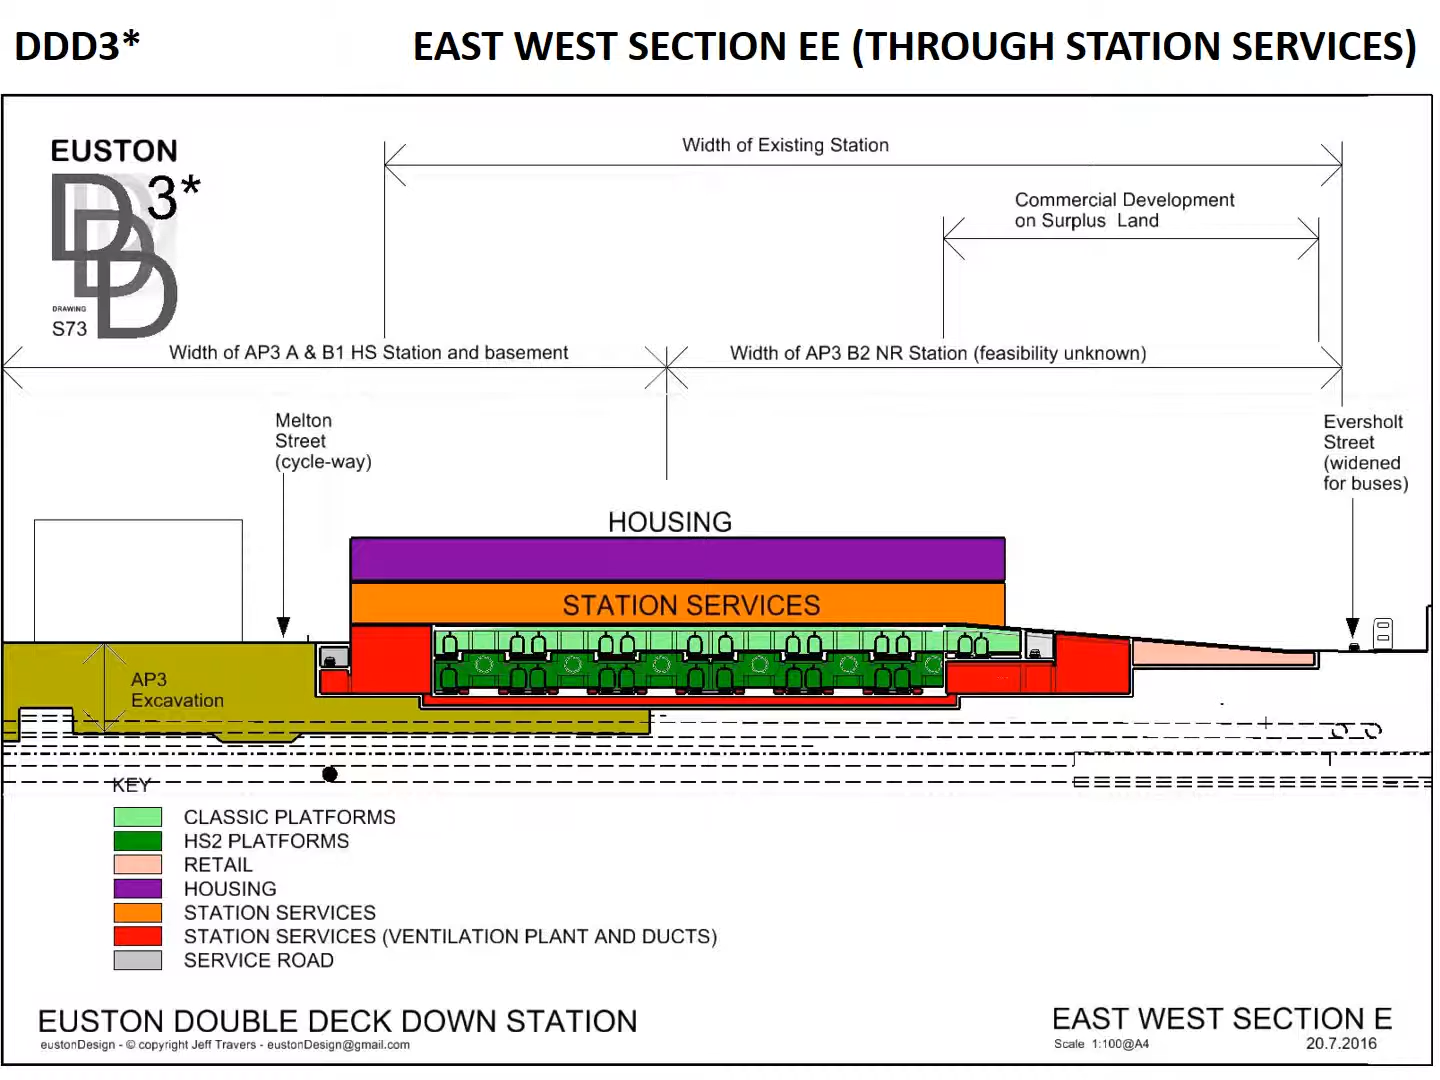 DDD3*
EAST WEST SECTION EE (THROUGH STATION SERVICES)
EUSTON
DDD
3*
DRAWING
S73
Width of Existing Station
Commercial Development
on Surplus Land
Width of AP3 A & B1 HS Station and basement
Width of AP3 B2 NR Station (feasibility unknown)
Melton
Street
(cycle-way)
Eversholt
Street
(widened
for buses)
HOUSING
STATION SERVICES
AP3
Excavation
KEY
CLASSIC PLATFORMS
HS2 PLATFORMS
RETAIL
HOUSING
STATION SERVICES
STATION SERVICES (VENTILATION PLANT AND DUCTS)
SERVICE ROAD
EUSTON DOUBLE DECK DOWN STATION
eustonDesign - © copyright Jeff Travers - eustonDesign@gmail.com
EAST WEST SECTION E
Scale 1:100@A4
20.7.2016